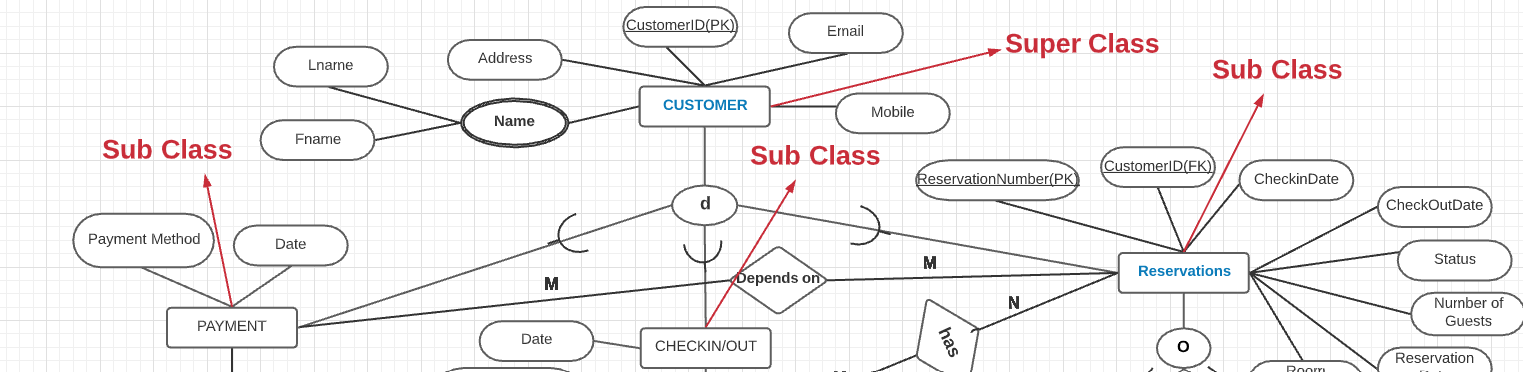 CustomerID(PK)
Email
Super Class
Address
Lname
Sub Class
CUSTOMER
Mobile
Name
Fname
Sub Class
Sub Class
ReservationNumber(PK)
CustomerID(FK)
CheckinDate
d
CheckOutDate
Payment Method
Date
Status
M
Depends on
M
Reservations
N
Number of
Guests
PAYMENT
Date
CHECKIN/OUT
has
O
Reservation
Room